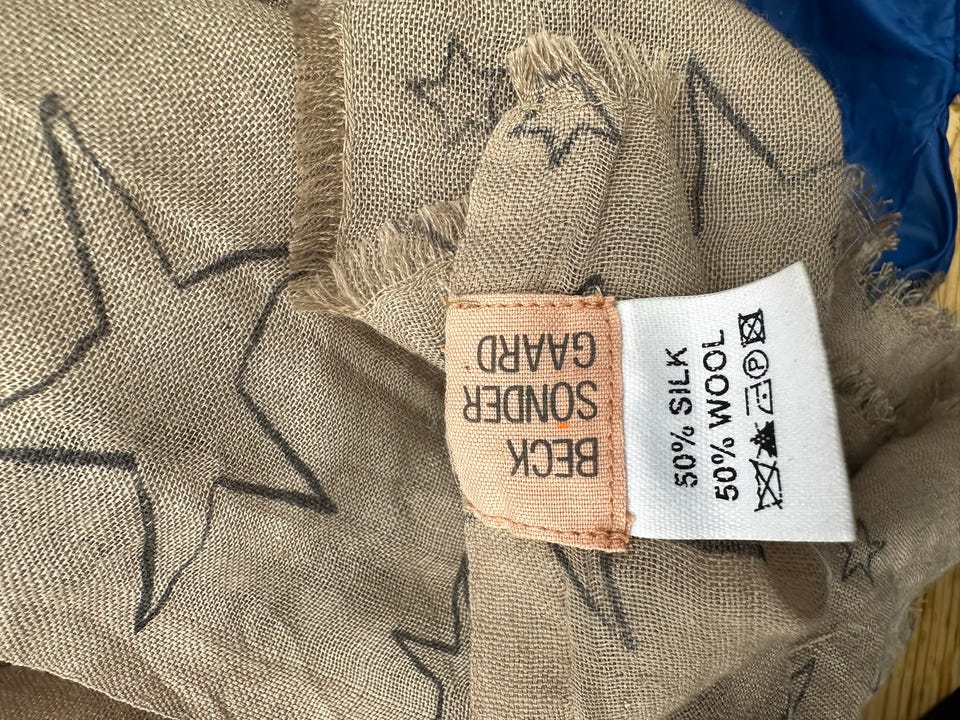 BECK
SONDER
GAARD
50% SILK
50% WOOL
P